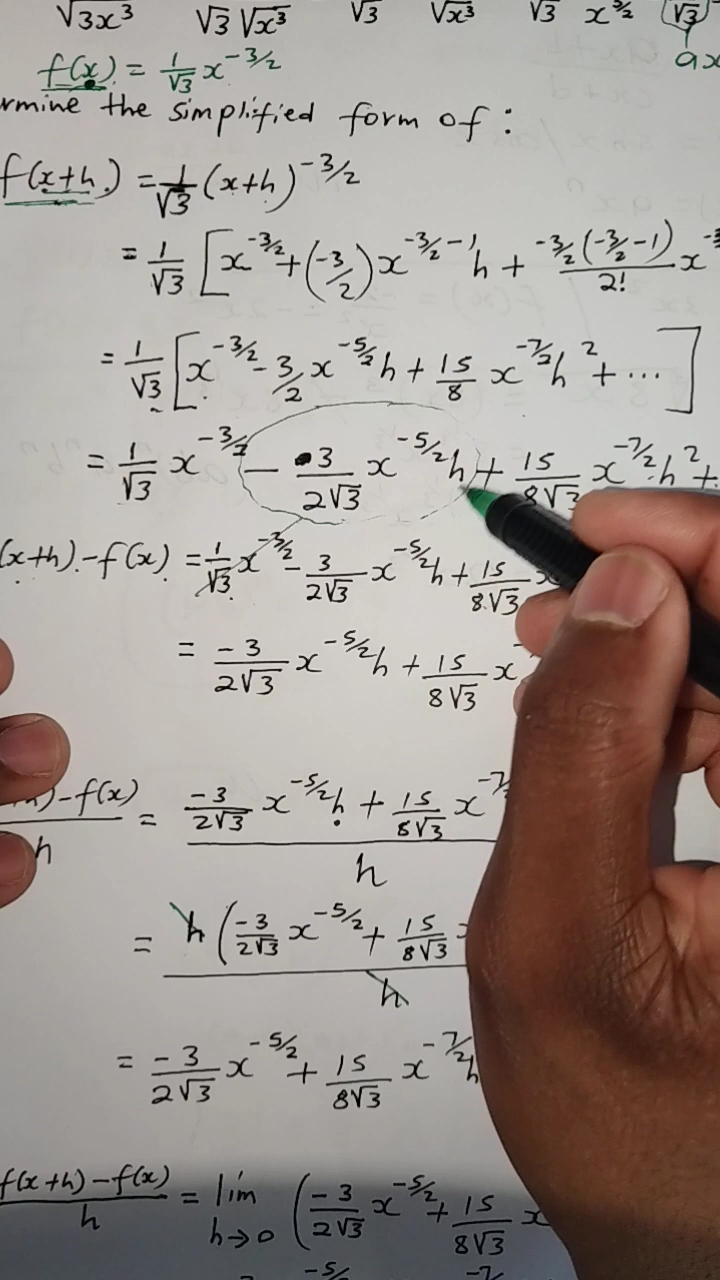 √3x³ √3 √x³ √3 √x³ √3 x^3/2 √3
f(x) = 1/√3 x^-3/2 ax
rmine the simplified form of :
f(x+h) = 1/√3 (x+h)^-3/2
= 1/√3 [x^-3/2 + (-3/2) x^-3/2-1 h + -3/2(-3/2-1)/2! x
= 1/√3 [x^-3/2 - 3/2 x^-5/2 h + 15/8 x^-7/2 h² + ... ]
= 1/√3 x^-3/2 - 3/2√3 x^-5/2 h + 15/8√3 x^-7/2 h² +
(x+h) - f(x) = 1/√3 x^-3/2 - 3/2√3 x^-5/2 h + 15/8√3 x
= -3/2√3 x^-5/2 h + 15/8√3 x
) - f(x)/h = -3/2√3 x^-5/2 h + 15/8√3 x^-7/h
= h (-3/2√3 x^-5/2 + 15/8√3 /h
= -3/2√3 x^-5/2 + 15/8√3 x^-7/2 h
f(x+h) - f(x)/h = lim h→0 (-3/2√3 x^-5/2 + 15/8√3 x